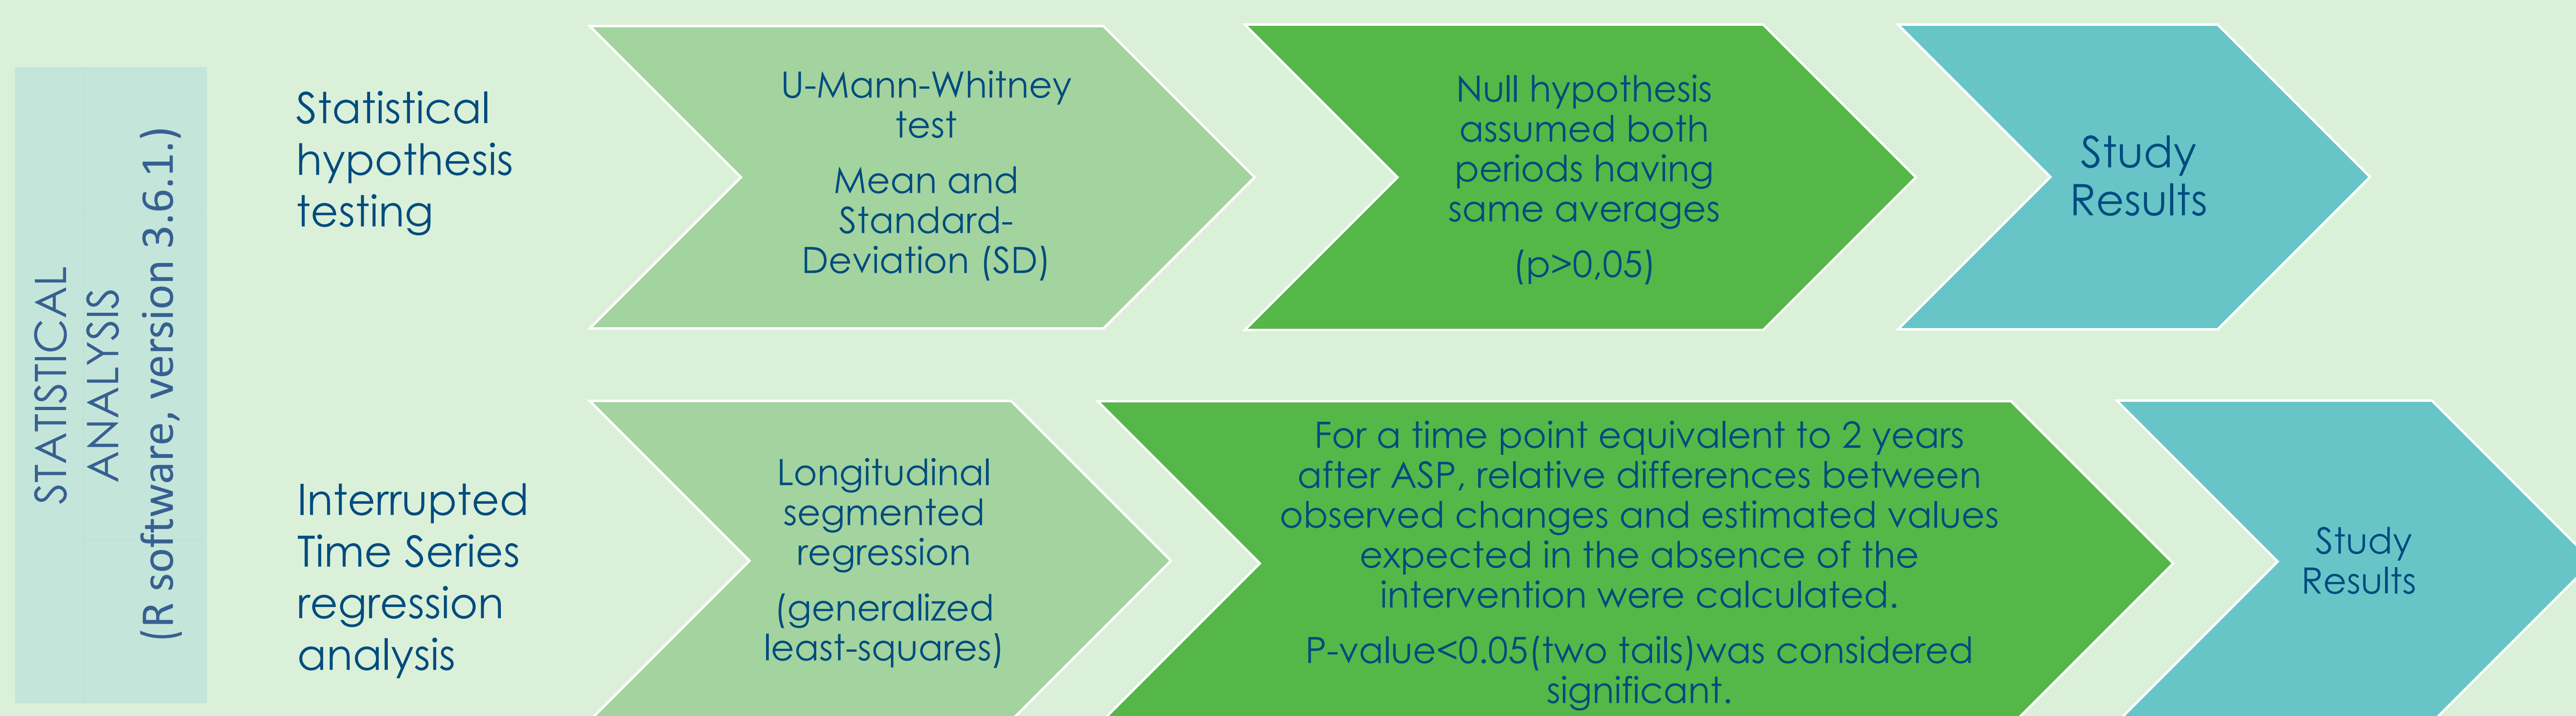 STATISTICAL
ANALYSIS
(R software, version 3.6.1.)
Statistical
hypothesis
testing
U-Mann-Whitney
test
Mean and
Standard-
Deviation (SD)
Null hypothesis
assumed both
periods having
same averages
(p>0,05)
Study
Results
Interrupted
Time Series
regression
analysis
Longitudinal
segmented
regression
(generalized
least-squares)
For a time point equivalent to 2 years
after ASP, relative differences between
observed changes and estimated values
expected in the absence of the
intervention were calculated.
P-value<0.05(two tails)was considered
significant.
Study
Results